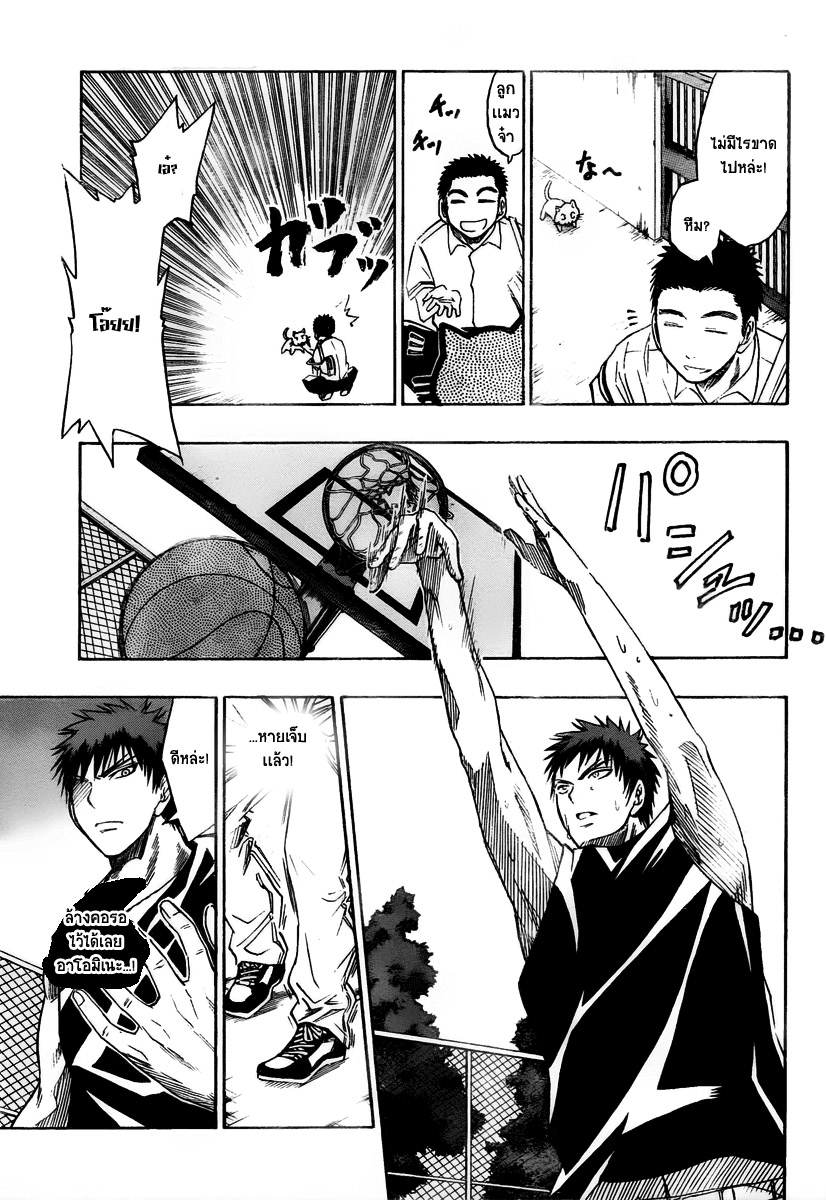 ไม่มีไรขาด
ไปหล่ะ!
หืม?
な〜
ลูก
แมว
จ๋า
ガブッ
เอ๋?
โอ๊ยย!
パシュッ...
...หายเจ็บ
แล้ว!
ดีหล่ะ!
ล้างคอรอ
ไว้ได้เลย
อาโอมิเนะ...!